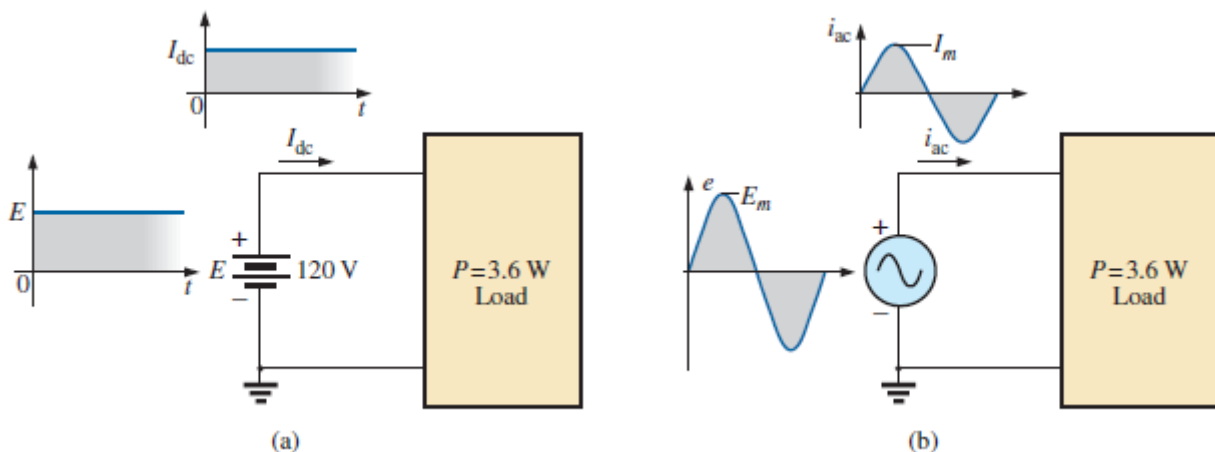 I_dc
0
t
I_dc
E
0
t
+
E
120 V
–
P = 3.6 W
Load
(a)
i_ac
I_m
i_ac
e
E_m
+
–
P = 3.6 W
Load
(b)